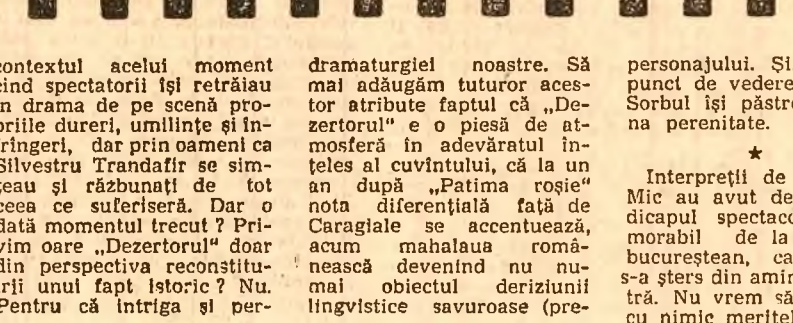 contextul acelui moment
cînd spectatorii își retrăiau
în drama de pe scenă pro-
priile dureri, umilințe și în-
frîngeri, dar prin oameni ca
Silvestru Trandafir se sim-
țeau și răzbunați de tot
ceea ce suferiseră. Dar o
dată momentul trecut ? Pri-
vim oare „Dezertorul" doar
din perspectiva reconstitu-
irii unui fapt istoric ? Nu.
Pentru că intriga și per-
dramaturgiei noastre. Să
mai adăugăm tuturor aces-
tor atribute faptul că „De-
zertorul" e o piesă de at-
mosferă în adevăratul în-
țeles al cuvîntului, că la un
an după „Patima roșie"
nota diferențială față de
Caragiale se accentuează,
acum mahalaua româ-
nească devenind nu nu-
mai obiectul deriziunii
lingvistice savuroase (pre-
personajului. Și
punct de vedere
Sorbul își păstre
na perenitate.
★
Interpreții de
Mic au avut de
dicapul spectaco
morabil de la
bucureștean, ca
s-a șters din amin
tră. Nu vrem să
cu nimic meritel